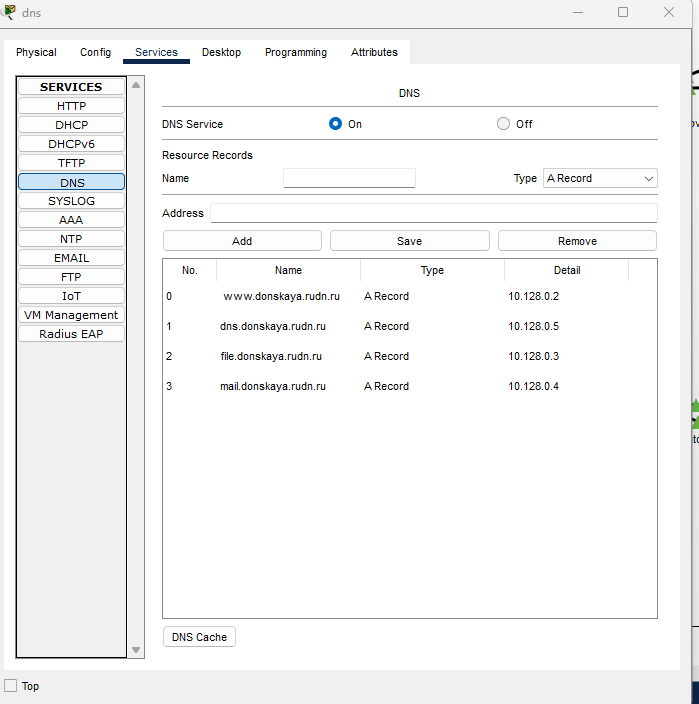 dns
Physical Config Services Desktop Programming Attributes
SERVICES
HTTP
DHCP
DHCPv6
TFTP
DNS
SYSLOG
AAA
NTP
EMAIL
FTP
IoT
VM Management
Radius EAP
DNS
DNS Service On Off
Resource Records
Name Type A Record
Address
Add Save Remove
No. Name Type Detail
0 www.donskaya.rudn.ru A Record 10.128.0.2
1 dns.donskaya.rudn.ru A Record 10.128.0.5
2 file.donskaya.rudn.ru A Record 10.128.0.3
3 mail.donskaya.rudn.ru A Record 10.128.0.4
DNS Cache
Top